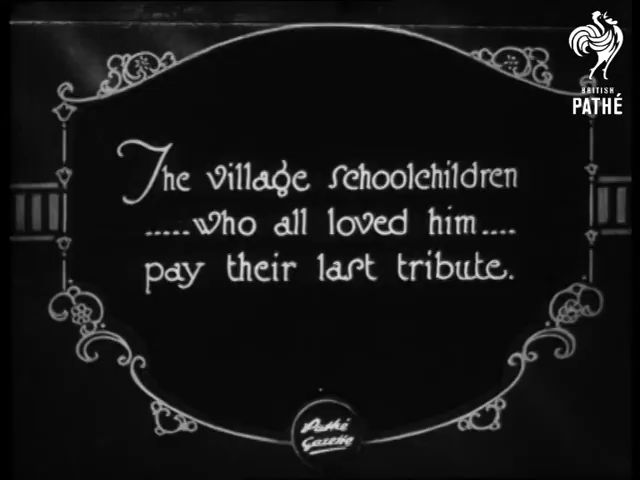 BRITISH
PATHÉ
The village schoolchildren
.....who all loved him....
pay their last tribute.
Pathé
Gazette